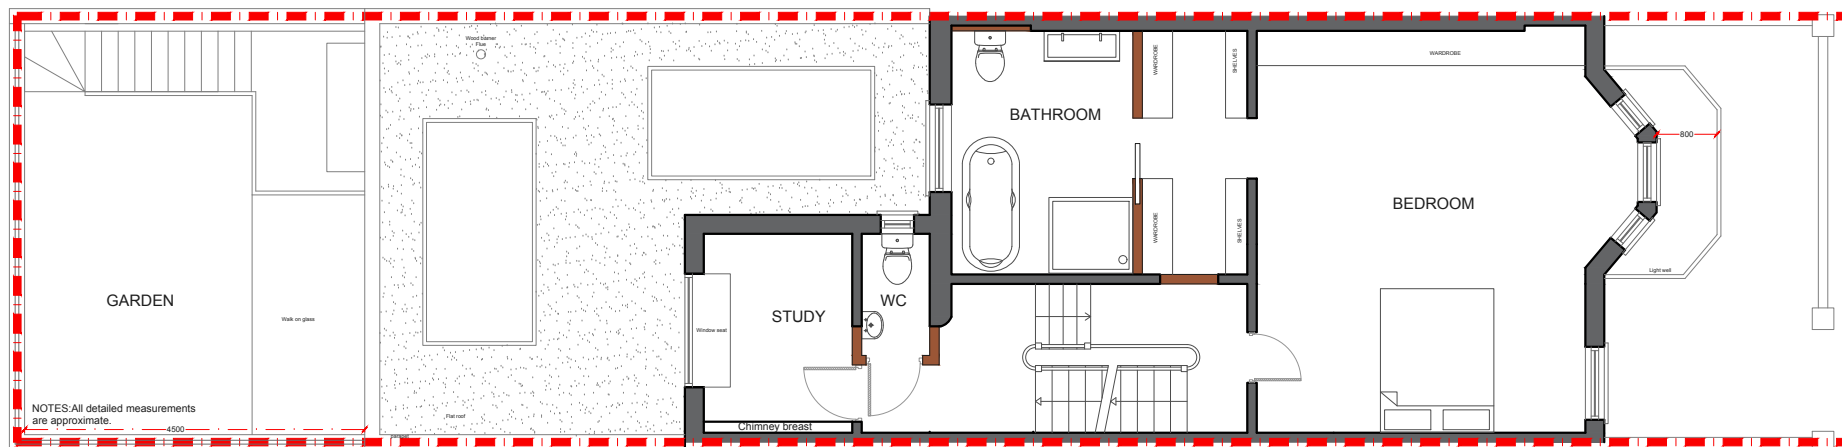 Wood burner
Flue
WARDROBE
SHELVES
WARDROBE
BATHROOM
800
BEDROOM
WARDROBE
SHELVES
Light well
GARDEN
WC
STUDY
Walk on glass
Window seat
NOTES:All detailed measurements
are approximate.
4500
Flat roof
Chimney breast